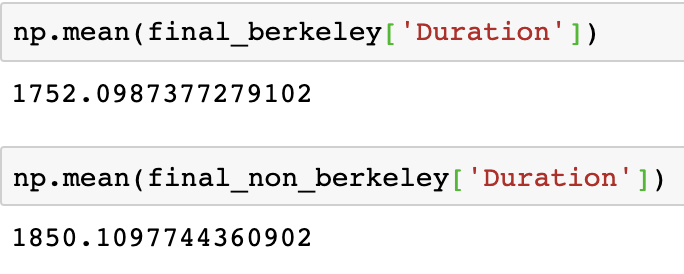 np.mean(final_berkeley['Duration'])
1752.0987377279102
np.mean(final_non_berkeley['Duration'])
1850.1097744360902